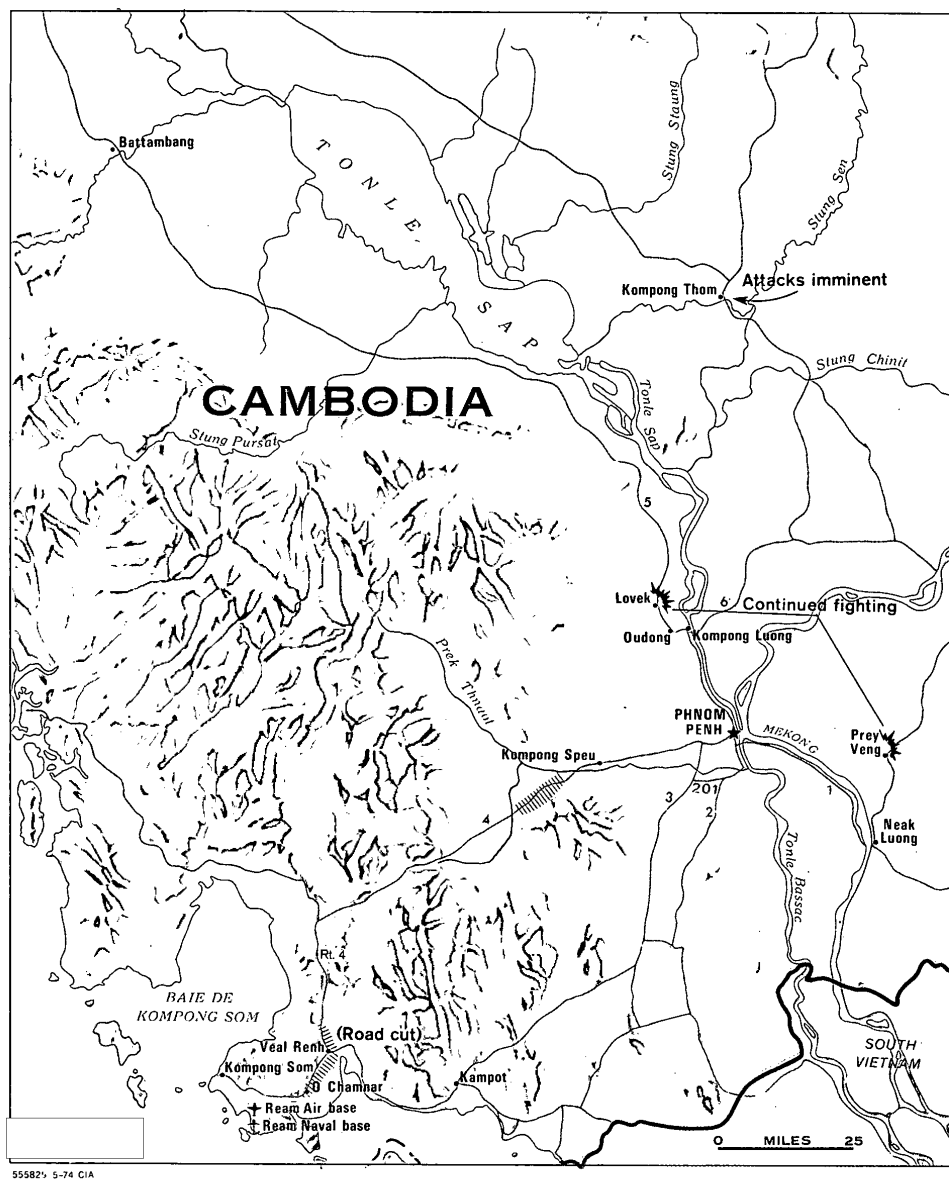 Battambang
TONLE SAP
Stung Staung
Stung Sen
Kompong Thom
Attacks imminent
Stung Chinit
CAMBODIA
Tonle Sap
Stung Pursat
5
Lovek
6
Continued fighting
Oudong
Kompong Luong
Prek Thnaot
PHNOM
PENH
MEKONG
Prey
Veng
Kompong Speu
201
3
2
1
4
Neak
Luong
Tonle Bassac
Rt. 4
BAIE DE
KOMPONG SOM
(Road cut)
Veal Renh
Kompong Som
O Chamnar
Kampot
SOUTH
VIETNAM
Ream Air base
Ream Naval base
0 MILES 25
5-74 CIA